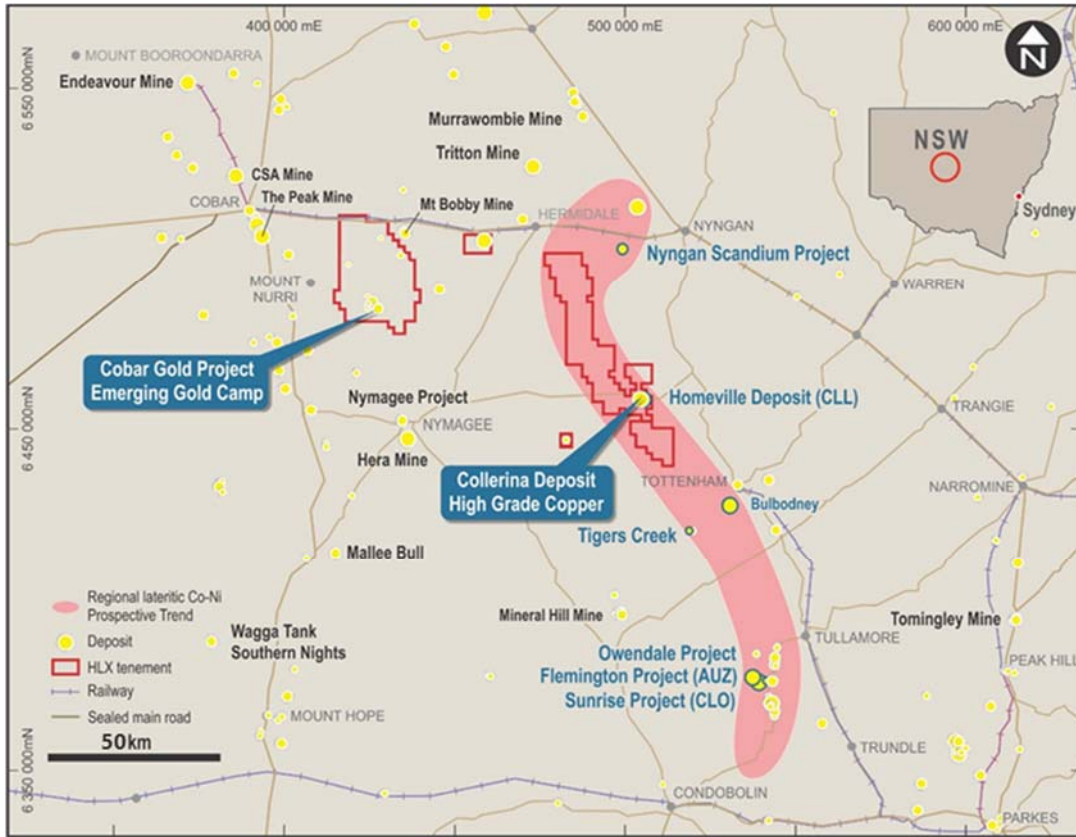 400 000 mE
500 000 mE
600 000 mE
N
MOUNT BOOROONDARRA
Endeavour Mine
6 550 000mN
Murrawombie Mine
Tritton Mine
NSW
Sydney
CSA Mine
COBAR
The Peak Mine
Mt Bobby Mine
HERMIDALE
NYNGAN
Nyngan Scandium Project
MOUNT
NURRI
WARREN
Cobar Gold Project
Emerging Gold Camp
Nymagee Project
Homeville Deposit (CLL)
TRANGIE
6 450 000mN
NYMAGEE
Hera Mine
Collerina Deposit
High Grade Copper
TOTTENHAM
NARROMINE
Bulbodney
Tigers Creek
Mallee Bull
Regional lateritic Co-Ni
Prospective Trend
Deposit
HLX tenement
Railway
Sealed main road
50km
Wagga Tank
Southern Nights
Mineral Hill Mine
Tomingley Mine
TULLAMORE
Owendale Project
Flemington Project (AUZ)
Sunrise Project (CLO)
PEAK HILL
MOUNT HOPE
TRUNDLE
6 350 000mN
CONDOBOLIN
PARKES